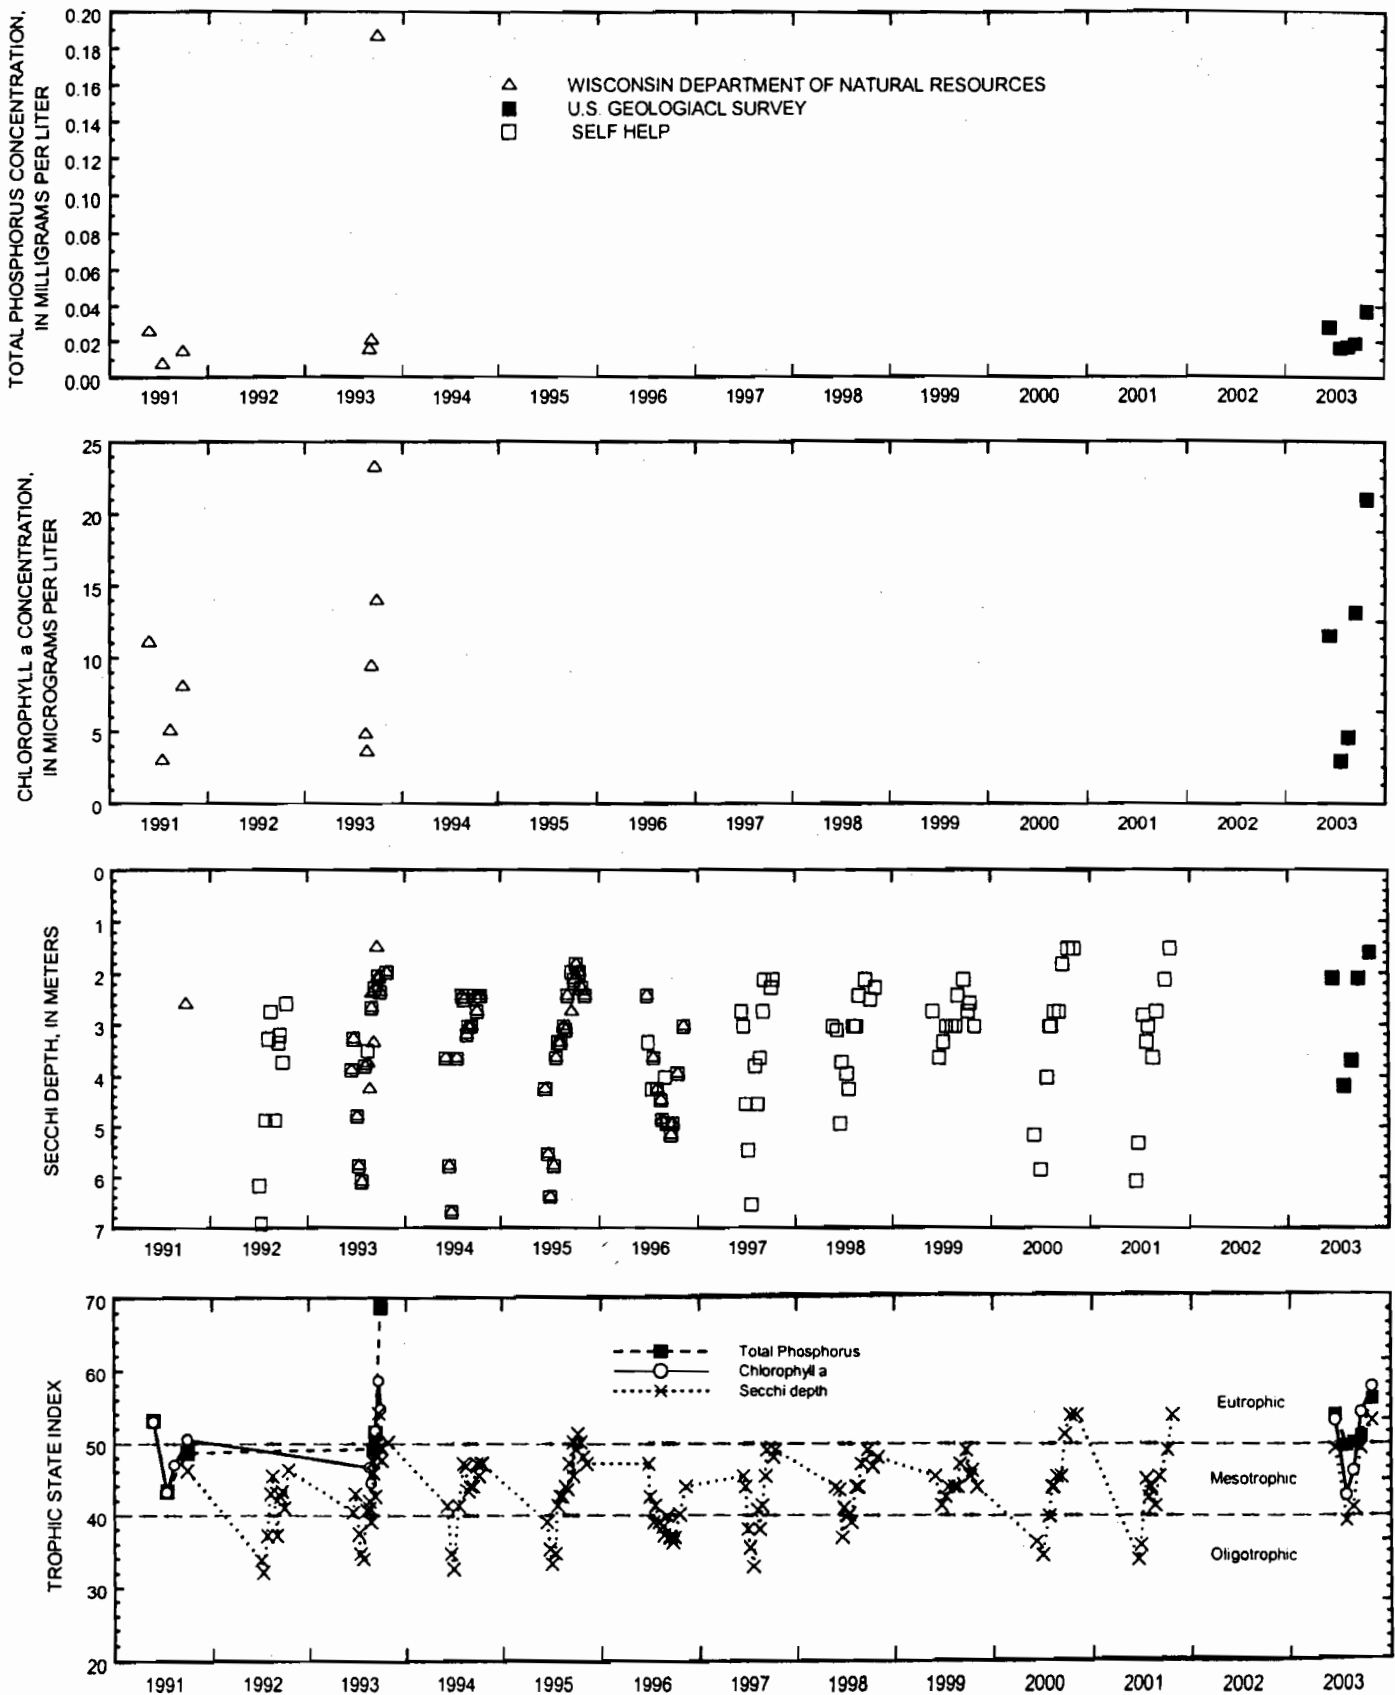 TOTAL PHOSPHORUS CONCENTRATION,
IN MILLIGRAMS PER LITER
0.20
0.18
0.16
0.14
0.12
0.10
0.08
0.06
0.04
0.02
0.00
WISCONSIN DEPARTMENT OF NATURAL RESOURCES
U.S. GEOLOGIACL SURVEY
SELF HELP
1991 1992 1993 1994 1995 1996 1997 1998 1999 2000 2001 2002 2003
CHLOROPHYLL a CONCENTRATION,
IN MICROGRAMS PER LITER
25
20
15
10
5
0
1991 1992 1993 1994 1995 1996 1997 1998 1999 2000 2001 2002 2003
SECCHI DEPTH, IN METERS
0
1
2
3
4
5
6
7
1991 1992 1993 1994 1995 1996 1997 1998 1999 2000 2001 2002 2003
TROPHIC STATE INDEX
70
60
50
40
30
20
Total Phosphorus
Chlorophyll a
Secchi depth
Eutrophic
Mesotrophic
Oligotrophic
1991 1992 1993 1994 1995 1996 1997 1998 1999 2000 2001 2002 2003